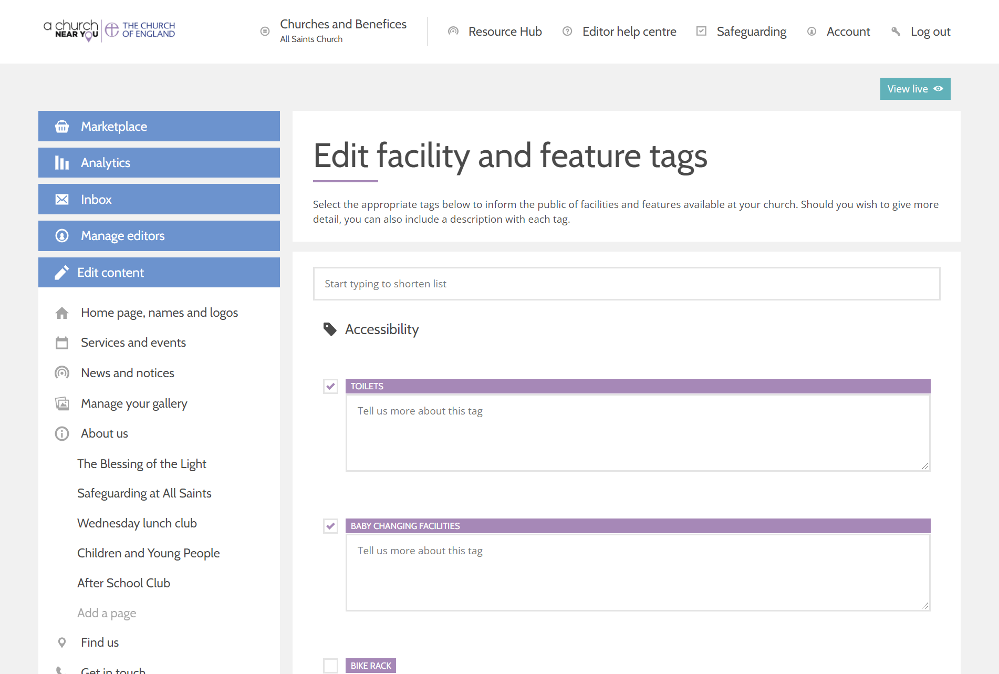 a church
NEAR YOU
THE CHURCH
OF ENGLAND
Churches and Benefices
All Saints Church
Resource Hub
Editor help centre
Safeguarding
Account
Log out
View live
Marketplace
Analytics
Inbox
Manage editors
Edit content
Home page, names and logos
Services and events
News and notices
Manage your gallery
About us
The Blessing of the Light
Safeguarding at All Saints
Wednesday lunch club
Children and Young People
After School Club
Add a page
Find us
Get in touch
Edit facility and feature tags
Select the appropriate tags below to inform the public of facilities and features available at your church. Should you wish to give more
detail, you can also include a description with each tag.
Start typing to shorten list
Accessibility
TOILETS
Tell us more about this tag
BABY CHANGING FACILITIES
Tell us more about this tag
BIKE RACK